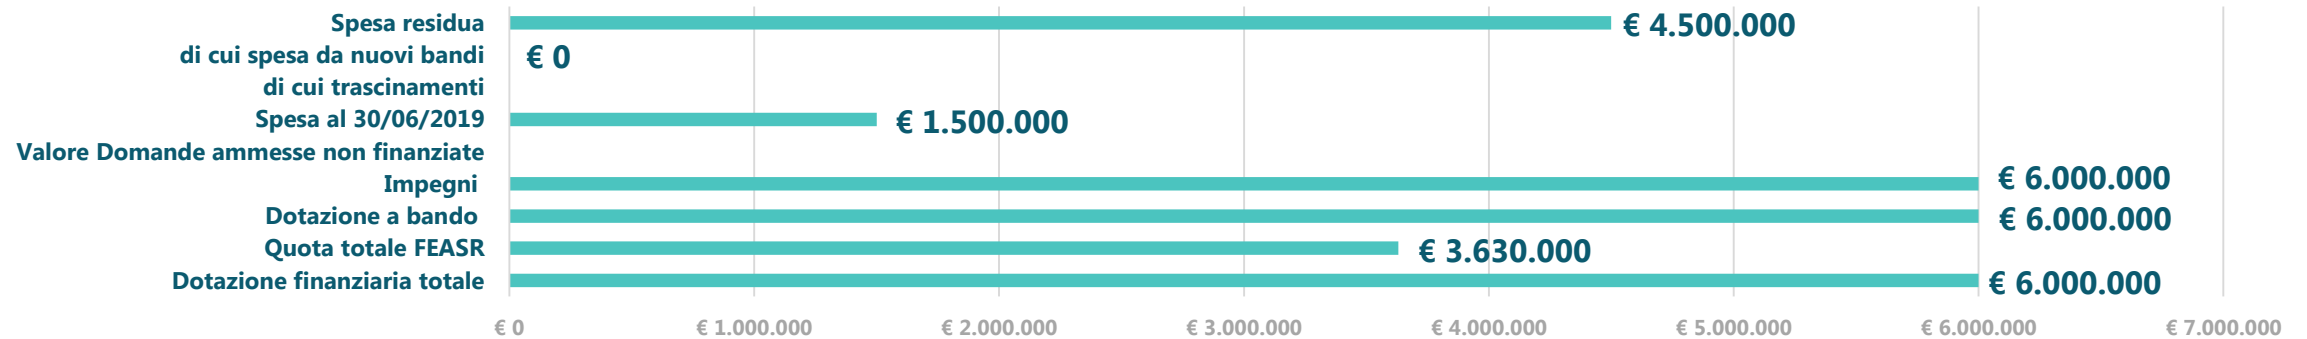 Spesa residua
€ 4.500.000
di cui spesa da nuovi bandi
€ 0
di cui trascinamenti
Spesa al 30/06/2019
€ 1.500.000
Valore Domande ammesse non finanziate
Impegni
€ 6.000.000
Dotazione a bando
€ 6.000.000
Quota totale FEASR
€ 3.630.000
Dotazione finanziaria totale
€ 6.000.000
€ 0
€ 1.000.000
€ 2.000.000
€ 3.000.000
€ 4.000.000
€ 5.000.000
€ 6.000.000
€ 7.000.000